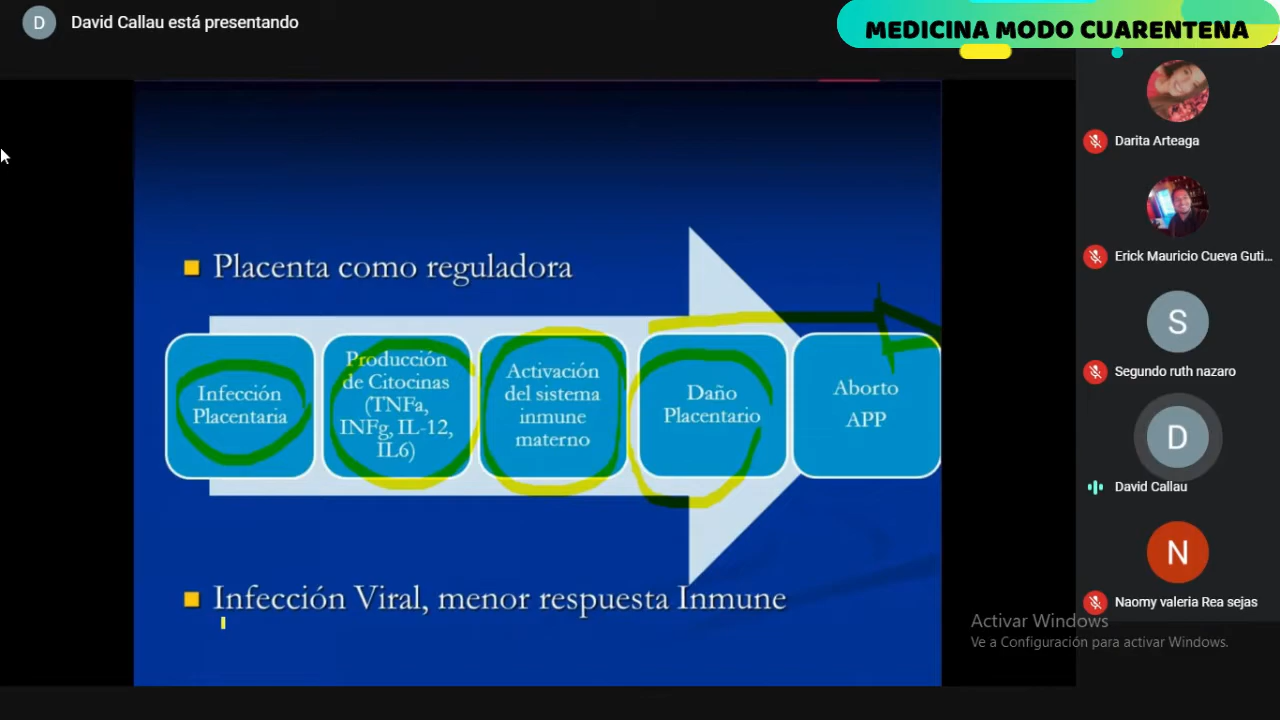 D
David Callau está presentando
MEDICINA MODO CUARENTENA
Placenta como reguladora
Infección
Placentaria
Producción
de Citocinas
(TNFa,
INFg, IL-12,
IL6)
Activación
del sistema
inmune
materno
Daño
Placentario
Aborto
APP
Infección Viral, menor respuesta Inmune
Darita Arteaga
Erick Mauricio Cueva Guti...
S
Segundo ruth nazaro
D
David Callau
N
Naomy valeria Rea sejas
Activar Windows
Ve a Configuración para activar Windows.